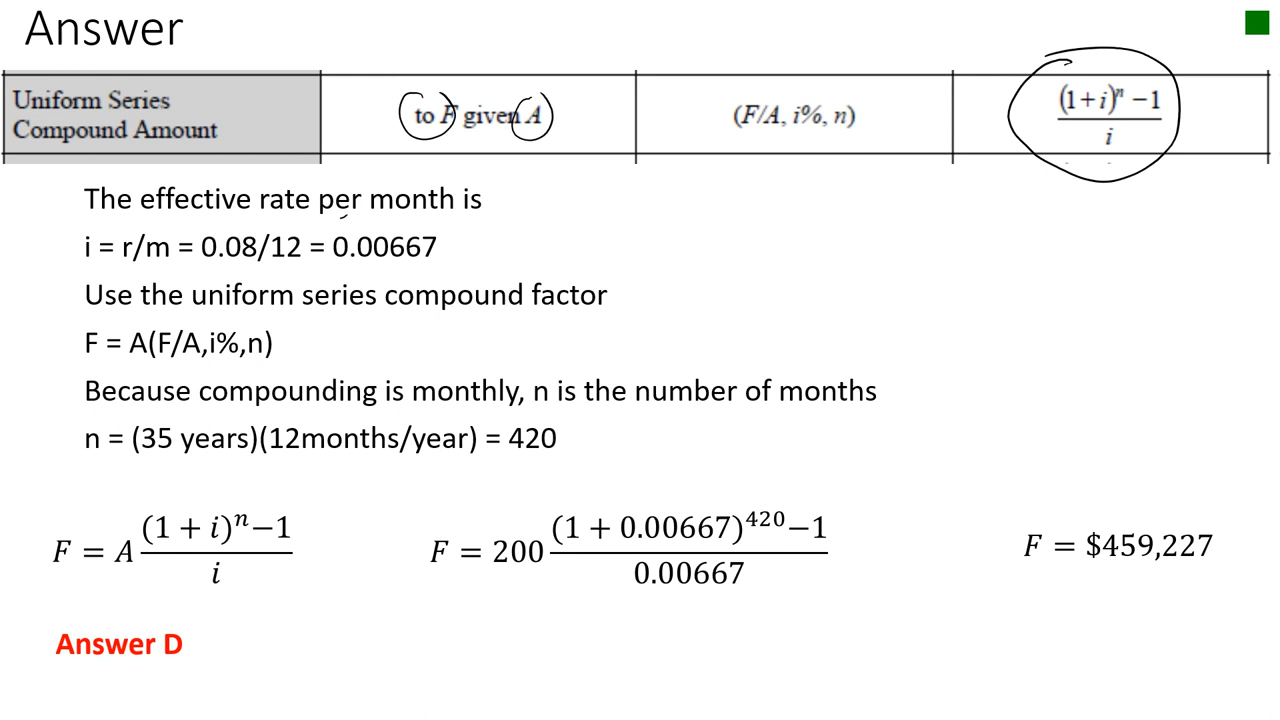 Answer
Uniform Series
Compound Amount
to F given A
(F/A, i%, n)
(1+i)ⁿ −1
i
The effective rate per month is
i = r/m = 0.08/12 = 0.00667
Use the uniform series compound factor
F = A(F/A,i%,n)
Because compounding is monthly, n is the number of months
n = (35 years)(12months/year) = 420
F = A (1 + i)ⁿ−1 / i
F = 200 (1 + 0.00667)⁴²⁰−1 / 0.00667
F = $459,227
Answer D